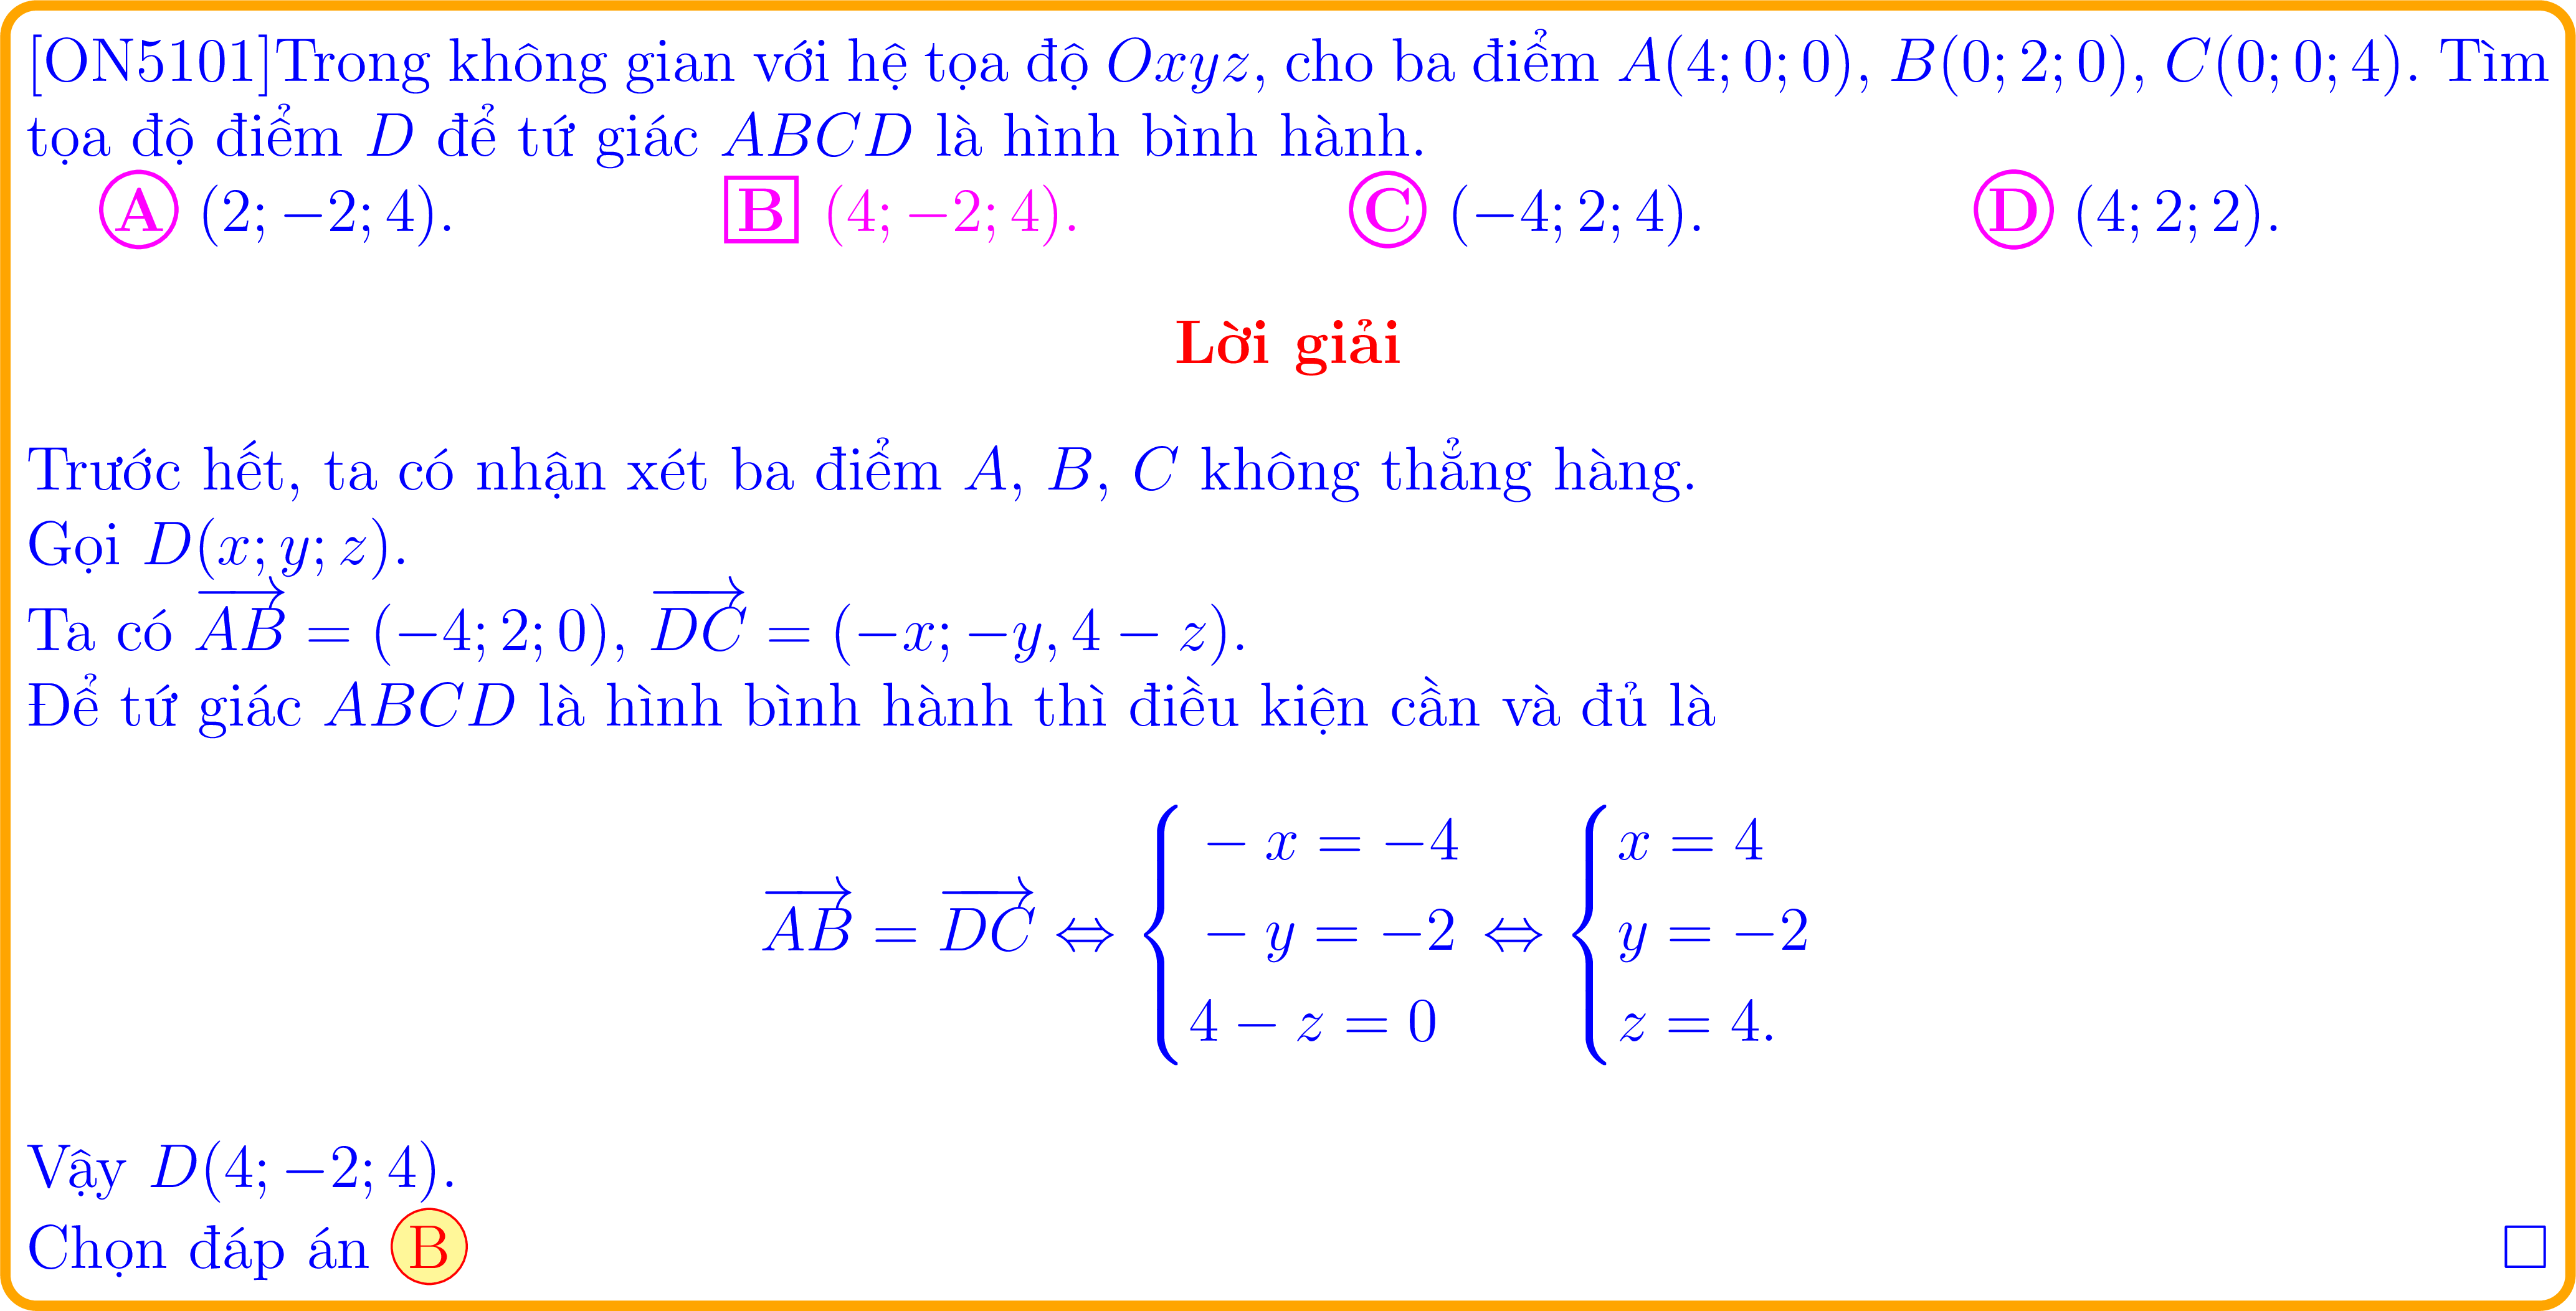 [ON5101]Trong không gian với hệ tọa độ Oxyz, cho ba điểm A(4; 0; 0), B(0; 2; 0), C(0; 0; 4). Tìm
tọa độ điểm D để tứ giác ABCD là hình bình hành.
A (2; −2; 4). B (4; −2; 4). C (−4; 2; 4). D (4; 2; 2).
Lời giải
Trước hết, ta có nhận xét ba điểm A, B, C không thẳng hàng.
Gọi D(x; y; z).
Ta có $\overrightarrow{AB}$ = (−4; 2; 0), $\overrightarrow{DC}$ = (−x; −y, 4 − z).
Để tứ giác ABCD là hình bình hành thì điều kiện cần và đủ là
$\overrightarrow{AB} = \overrightarrow{DC} \Leftrightarrow \begin{cases} -x = -4 \\ -y = -2 \\ 4 - z = 0 \end{cases} \Leftrightarrow \begin{cases} x = 4 \\ y = -2 \\ z = 4. \end{cases}$
Vậy D(4; −2; 4).
Chọn đáp án B □